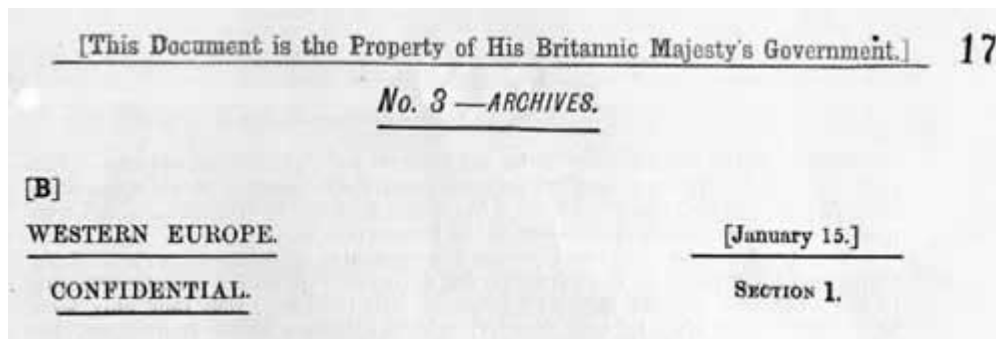 [This Document is the Property of His Britannic Majesty's Government.] 17
No. 3 —ARCHIVES.
[B]
WESTERN EUROPE. [January 15.]
CONFIDENTIAL. SECTION 1.